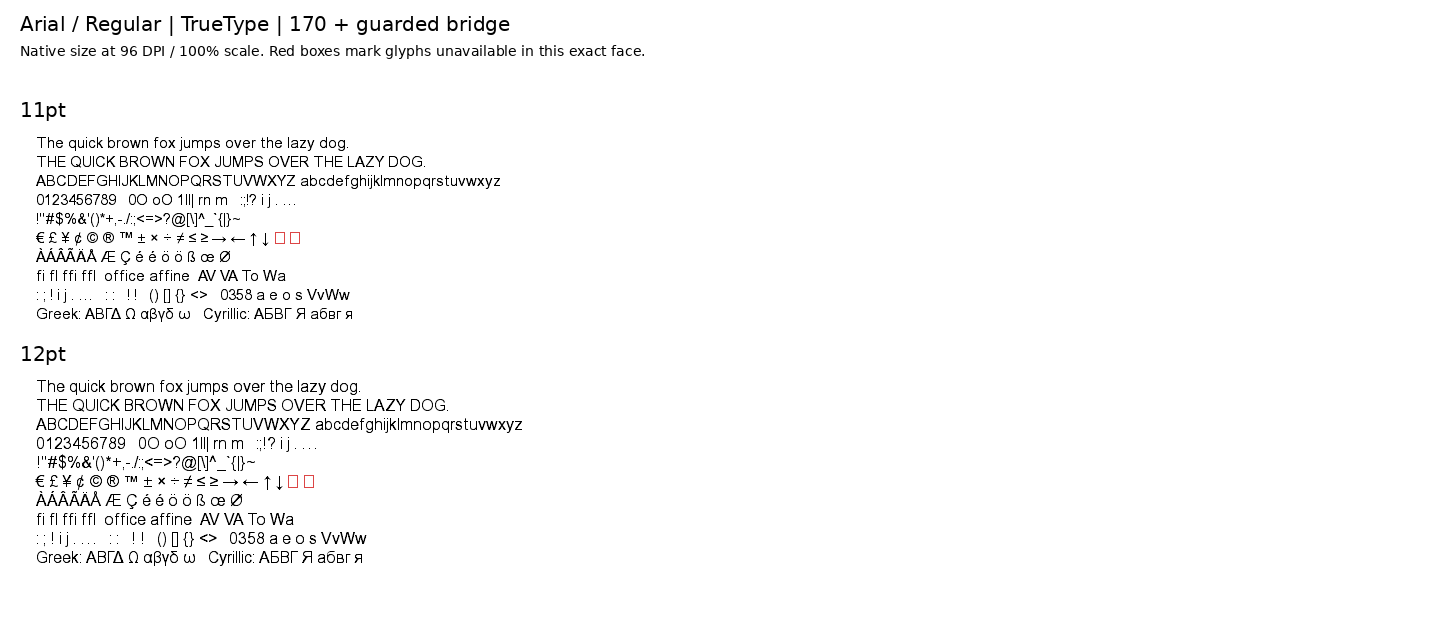 Arial / Regular | TrueType | 170 + guarded bridge
Native size at 96 DPI / 100% scale. Red boxes mark glyphs unavailable in this exact face.
11pt
The quick brown fox jumps over the lazy dog.
THE QUICK BROWN FOX JUMPS OVER THE LAZY DOG.
ABCDEFGHIJKLMNOPQRSTUVWXYZ abcdefghijklmnopqrstuvwxyz
0123456789   0O oO 1Il| rn m   :;!? i j . …
!"#$%&'()*+,-./:;<=>?@[\]^_`{|}~
€ £ ¥ ¢ © ® ™ ± × ÷ ≠ ≤ ≥ → ← ↑ ↓
ÀÁÂÃÄÅ Æ Ç é é ö ö ß œ Ø
fi fl ffi ffl  office affine  AV VA To Wa
: ; ! i j . …   : :   ! !   () [] {} <>   0358 a e o s VvWw
Greek: ΑΒΓΔ Ω αβγδ ω   Cyrillic: АБВГ Я абвг я
12pt
The quick brown fox jumps over the lazy dog.
THE QUICK BROWN FOX JUMPS OVER THE LAZY DOG.
ABCDEFGHIJKLMNOPQRSTUVWXYZ abcdefghijklmnopqrstuvwxyz
0123456789   0O oO 1Il| rn m   :;!? i j . …
!"#$%&'()*+,-./:;<=>?@[\]^_`{|}~
€ £ ¥ ¢ © ® ™ ± × ÷ ≠ ≤ ≥ → ← ↑ ↓
ÀÁÂÃÄÅ Æ Ç é é ö ö ß œ Ø
fi fl ffi ffl  office affine  AV VA To Wa
: ; ! i j . …   : :   ! !   () [] {} <>   0358 a e o s VvWw
Greek: ΑΒΓΔ Ω αβγδ ω   Cyrillic: АБВГ Я абвг я